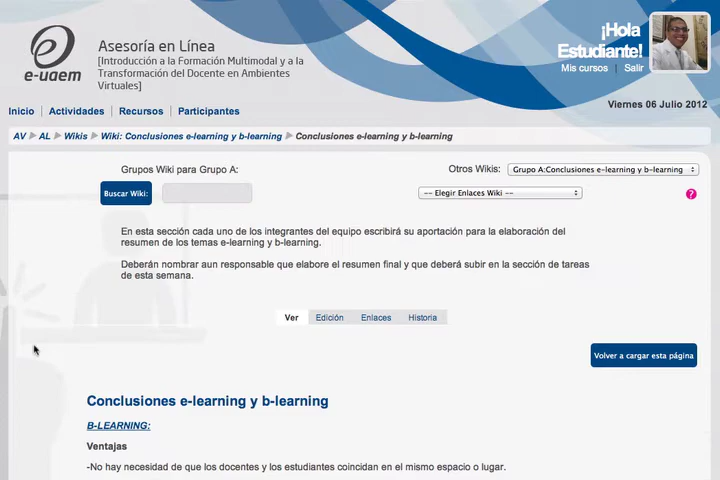 ¡Hola
Estudiante!
Mis cursos | Salir
e-uaem
Asesoría en Línea
[Introducción a la Formación Multimodal y a la
Transformación del Docente en Ambientes
Virtuales]
Viernes 06 Julio 2012
Inicio | Actividades | Recursos | Participantes
AV AL Wikis Wiki: Conclusiones e-learning y b-learning Conclusiones e-learning y b-learning
Grupos Wiki para Grupo A:
Otros Wikis: Grupo A:Conclusiones e-learning y b-learning
Buscar Wiki:
-- Elegir Enlaces Wiki --
?
En esta sección cada uno de los integrantes del equipo escribirá su aportación para la elaboración del
resumen de los temas e-learning y b-learning.
Deberán nombrar aun responsable que elabore el resumen final y que deberá subir en la sección de tareas
de esta semana.
Ver Edición Enlaces Historia
Volver a cargar esta página
Conclusiones e-learning y b-learning
B-LEARNING:
Ventajas
-No hay necesidad de que los docentes y los estudiantes coincidan en el mismo espacio o lugar.